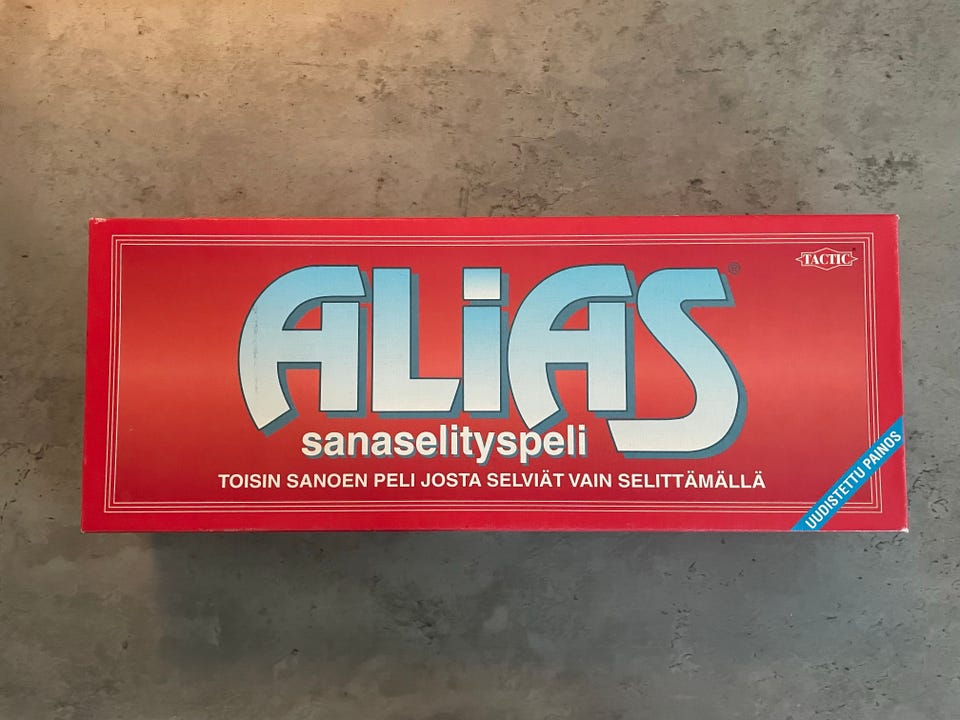 TACTIC
ALiAS®
sanaselityspeli
TOISIN SANOEN PELI JOSTA SELVIÄT VAIN SELITTÄMÄLLÄ
UUDISTETTU PAINOS